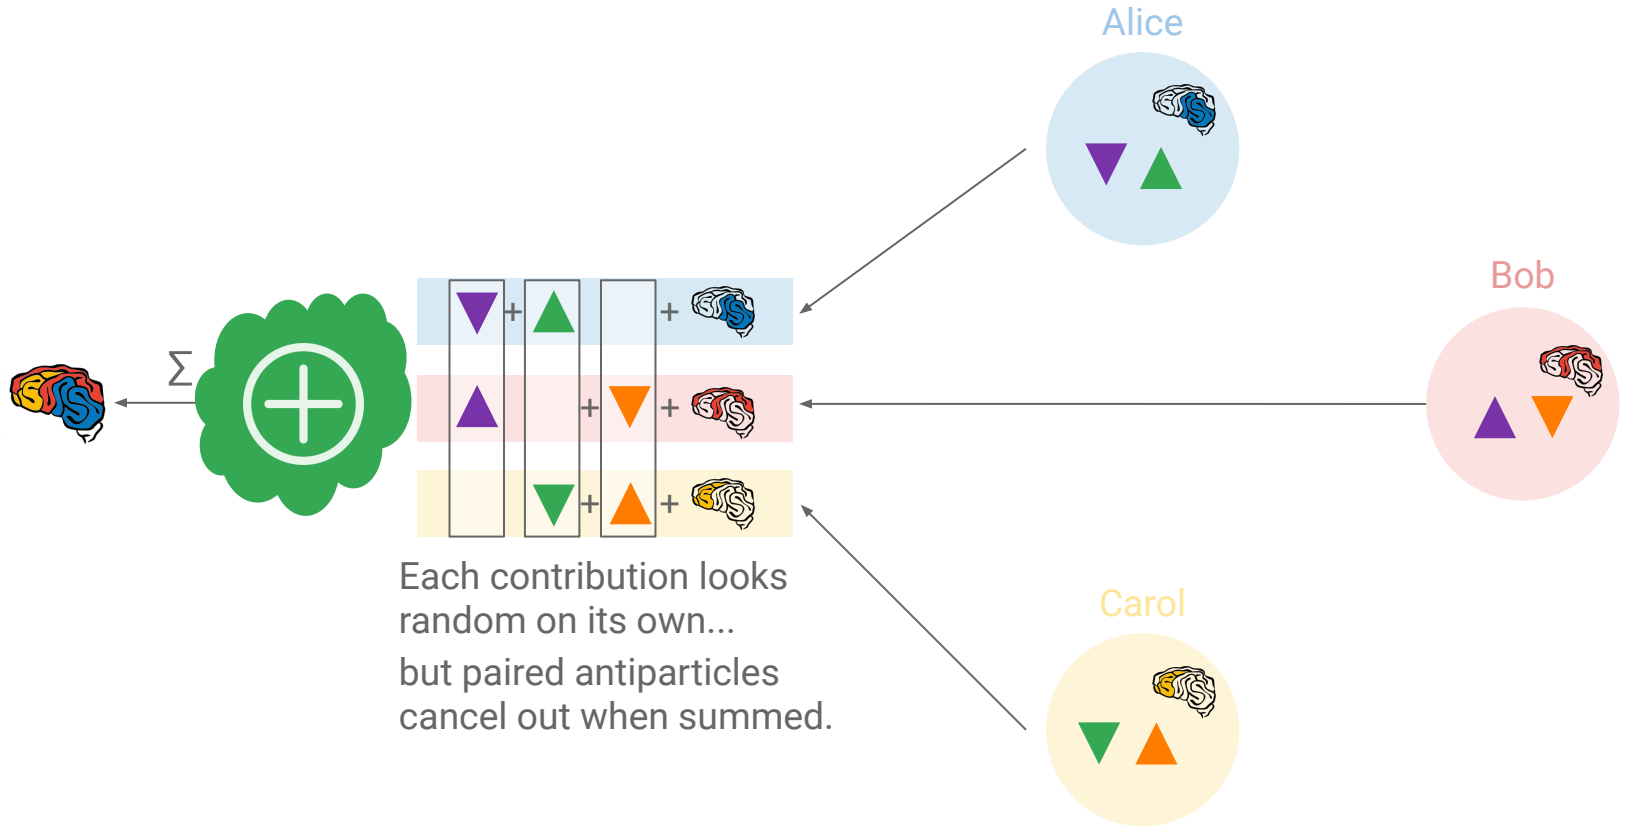 Alice
Bob
∑
+ +
+ +
+ +
Each contribution looks
random on its own...
but paired antiparticles
cancel out when summed.
Carol